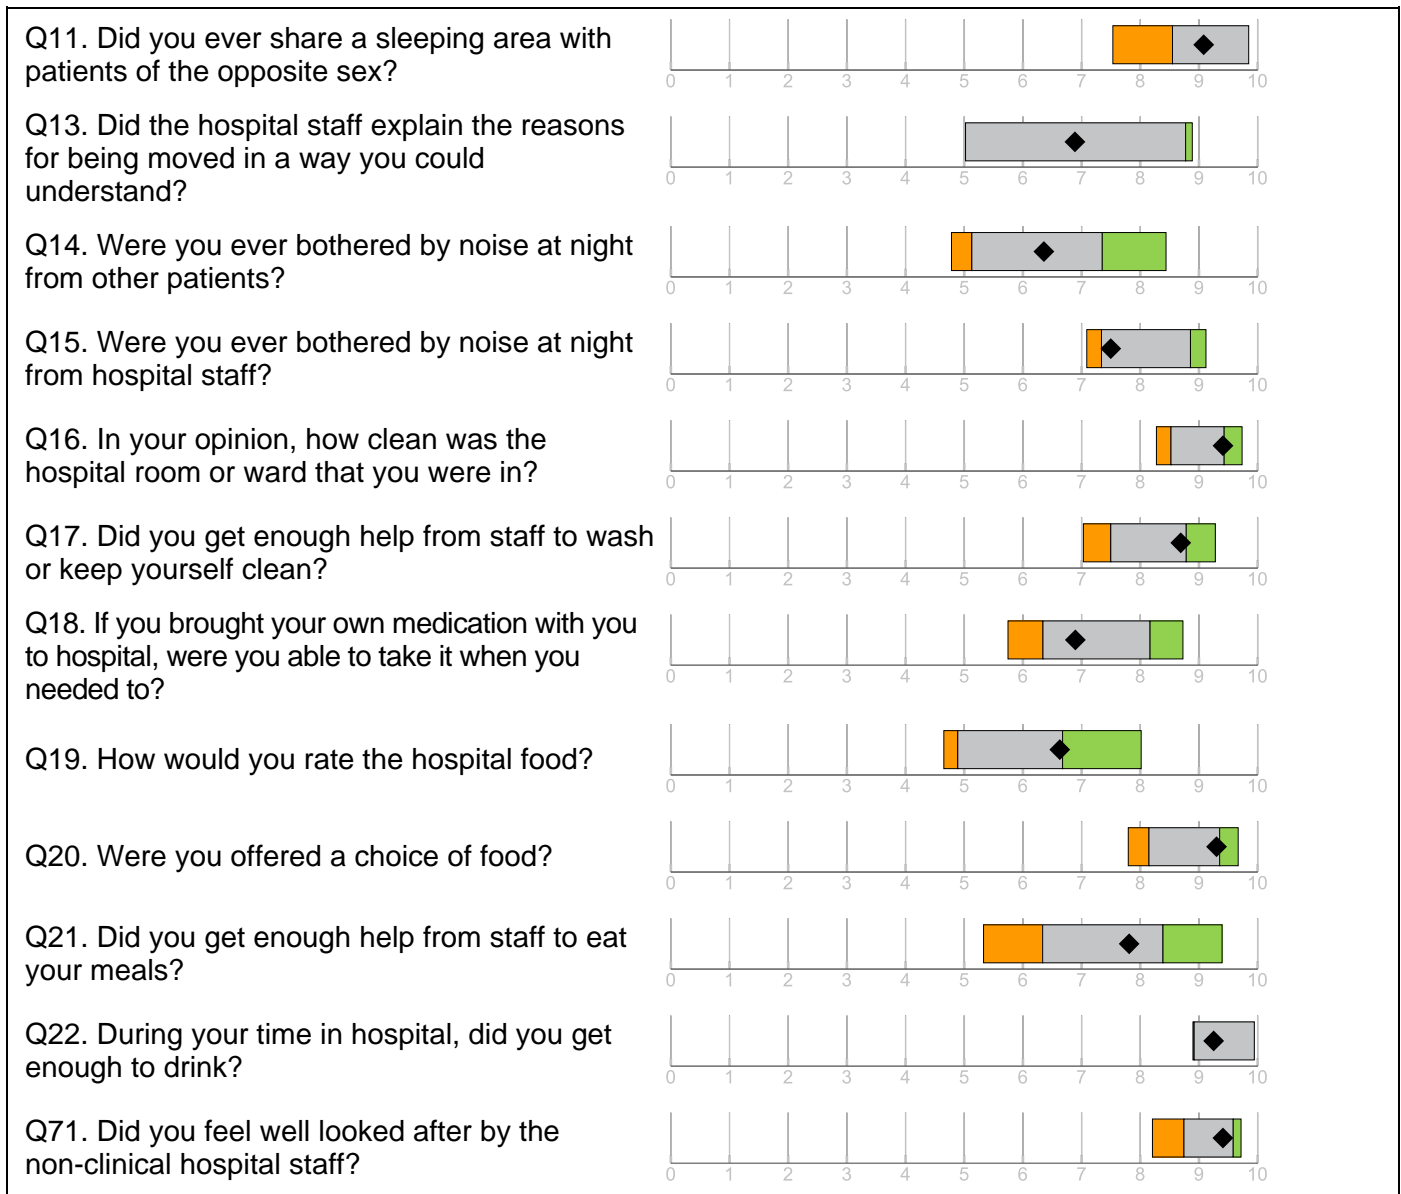 Q11. Did you ever share a sleeping area with
patients of the opposite sex?
0 1 2 3 4 5 6 7 8 9 10
Q13. Did the hospital staff explain the reasons
for being moved in a way you could
understand?
0 1 2 3 4 5 6 7 8 9 10
Q14. Were you ever bothered by noise at night
from other patients?
0 1 2 3 4 5 6 7 8 9 10
Q15. Were you ever bothered by noise at night
from hospital staff?
0 1 2 3 4 5 6 7 8 9 10
Q16. In your opinion, how clean was the
hospital room or ward that you were in?
0 1 2 3 4 5 6 7 8 9 10
Q17. Did you get enough help from staff to wash
or keep yourself clean?
0 1 2 3 4 5 6 7 8 9 10
Q18. If you brought your own medication with you
to hospital, were you able to take it when you
needed to?
0 1 2 3 4 5 6 7 8 9 10
Q19. How would you rate the hospital food?
0 1 2 3 4 5 6 7 8 9 10
Q20. Were you offered a choice of food?
0 1 2 3 4 5 6 7 8 9 10
Q21. Did you get enough help from staff to eat
your meals?
0 1 2 3 4 5 6 7 8 9 10
Q22. During your time in hospital, did you get
enough to drink?
0 1 2 3 4 5 6 7 8 9 10
Q71. Did you feel well looked after by the
non-clinical hospital staff?
0 1 2 3 4 5 6 7 8 9 10